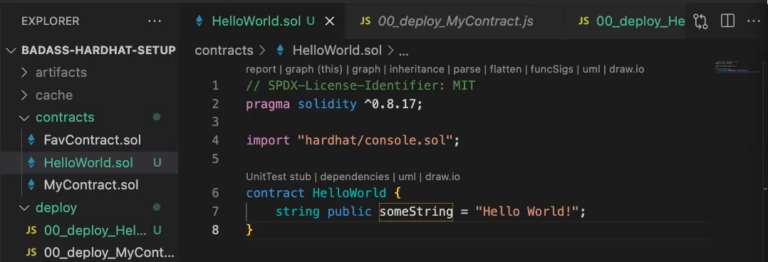 EXPLORER
BADASS-HARDHAT-SETUP
artifacts
cache
contracts
FavContract.sol
HelloWorld.sol U
MyContract.sol
deploy
JS 00_deploy_Hel... U
JS 00_deploy_MyCont...
HelloWorld.sol U
JS 00_deploy_MyContract.js
JS 00_deploy_He
contracts > HelloWorld.sol > ...
report | graph (this) | graph | inheritance | parse | flatten | funcSigs | uml | draw.io
1 // SPDX-License-Identifier: MIT
2 pragma solidity ^0.8.17;
3
4 import "hardhat/console.sol";
5
UnitTest stub | dependencies | uml | draw.io
6 contract HelloWorld {
7 string public someString = "Hello World!";
8 }